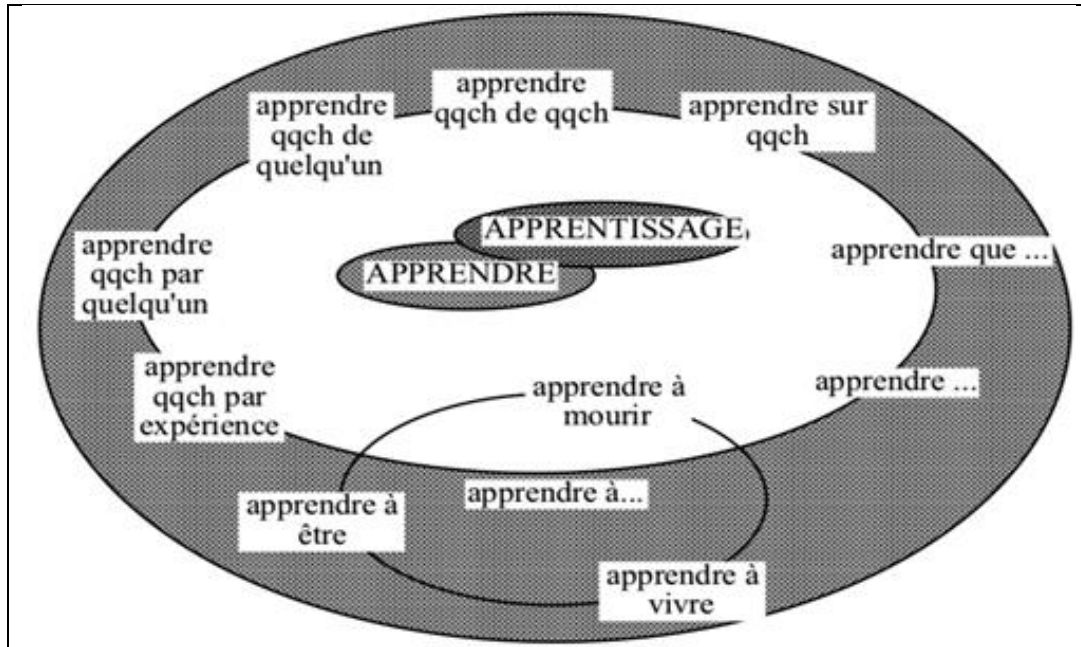 apprendre
qqch de qqch
apprendre
qqch de
quelqu'un
apprendre sur
qqch
APPRENTISSAGE
APPRENDRE
apprendre
qqch par
quelqu'un
apprendre que ...
apprendre
qqch par
expérience
apprendre ...
apprendre à
mourir
apprendre à...
apprendre à
être
apprendre à
vivre